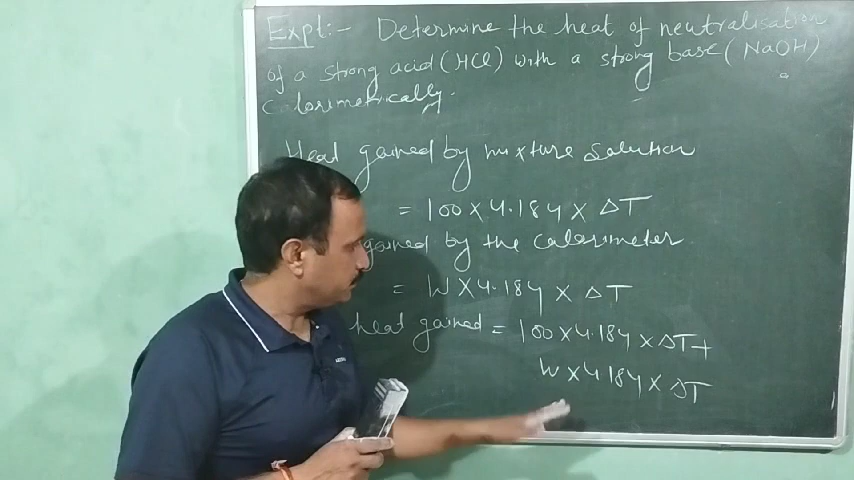 Expt:- Determine the heat of neutralisation
of a strong acid (HCl) with a strong base (NaOH)
calorimetrically.
Heat gained by mixture solution
= 100 × 4.184 × ΔT
gained by the calorimeter
= W × 4.184 × ΔT
heat gained = 100 × 4.184 × ΔT +
W × 4.184 × ΔT